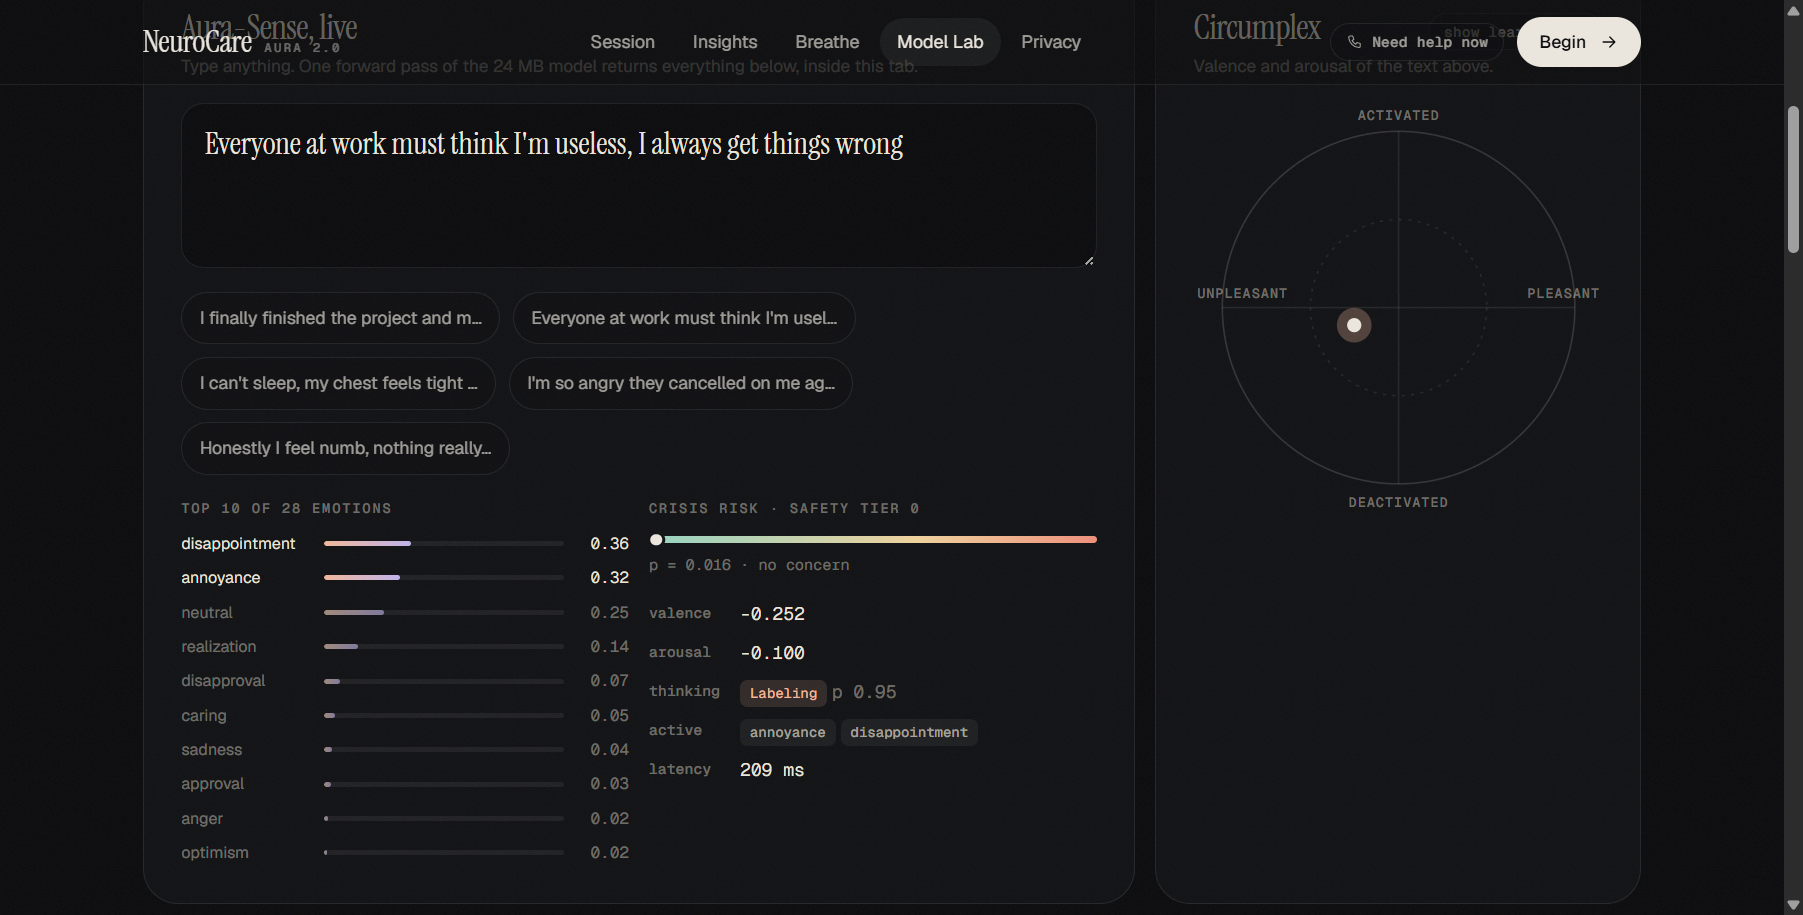 Aura-Sense, live
NeuroCare AURA 2.0
Session
Insights
Breathe
Model Lab
Privacy
Need help now
Begin →
Type anything. One forward pass of the 24 MB model returns everything below, inside this tab.
Everyone at work must think I'm useless, I always get things wrong
I finally finished the project and m...
Everyone at work must think I'm usel...
I can't sleep, my chest feels tight ...
I'm so angry they cancelled on me ag...
Honestly I feel numb, nothing really...
TOP 10 OF 28 EMOTIONS
disappointment 0.36
annoyance 0.32
neutral 0.25
realization 0.14
disapproval 0.07
caring 0.05
sadness 0.04
approval 0.03
anger 0.02
optimism 0.02
CRISIS RISK · SAFETY TIER 0
p = 0.016 · no concern
valence -0.252
arousal -0.100
thinking Labeling p 0.95
active annoyance disappointment
latency 209 ms
Circumplex
show
Valence and arousal of the text above.
ACTIVATED
UNPLEASANT
PLEASANT
DEACTIVATED